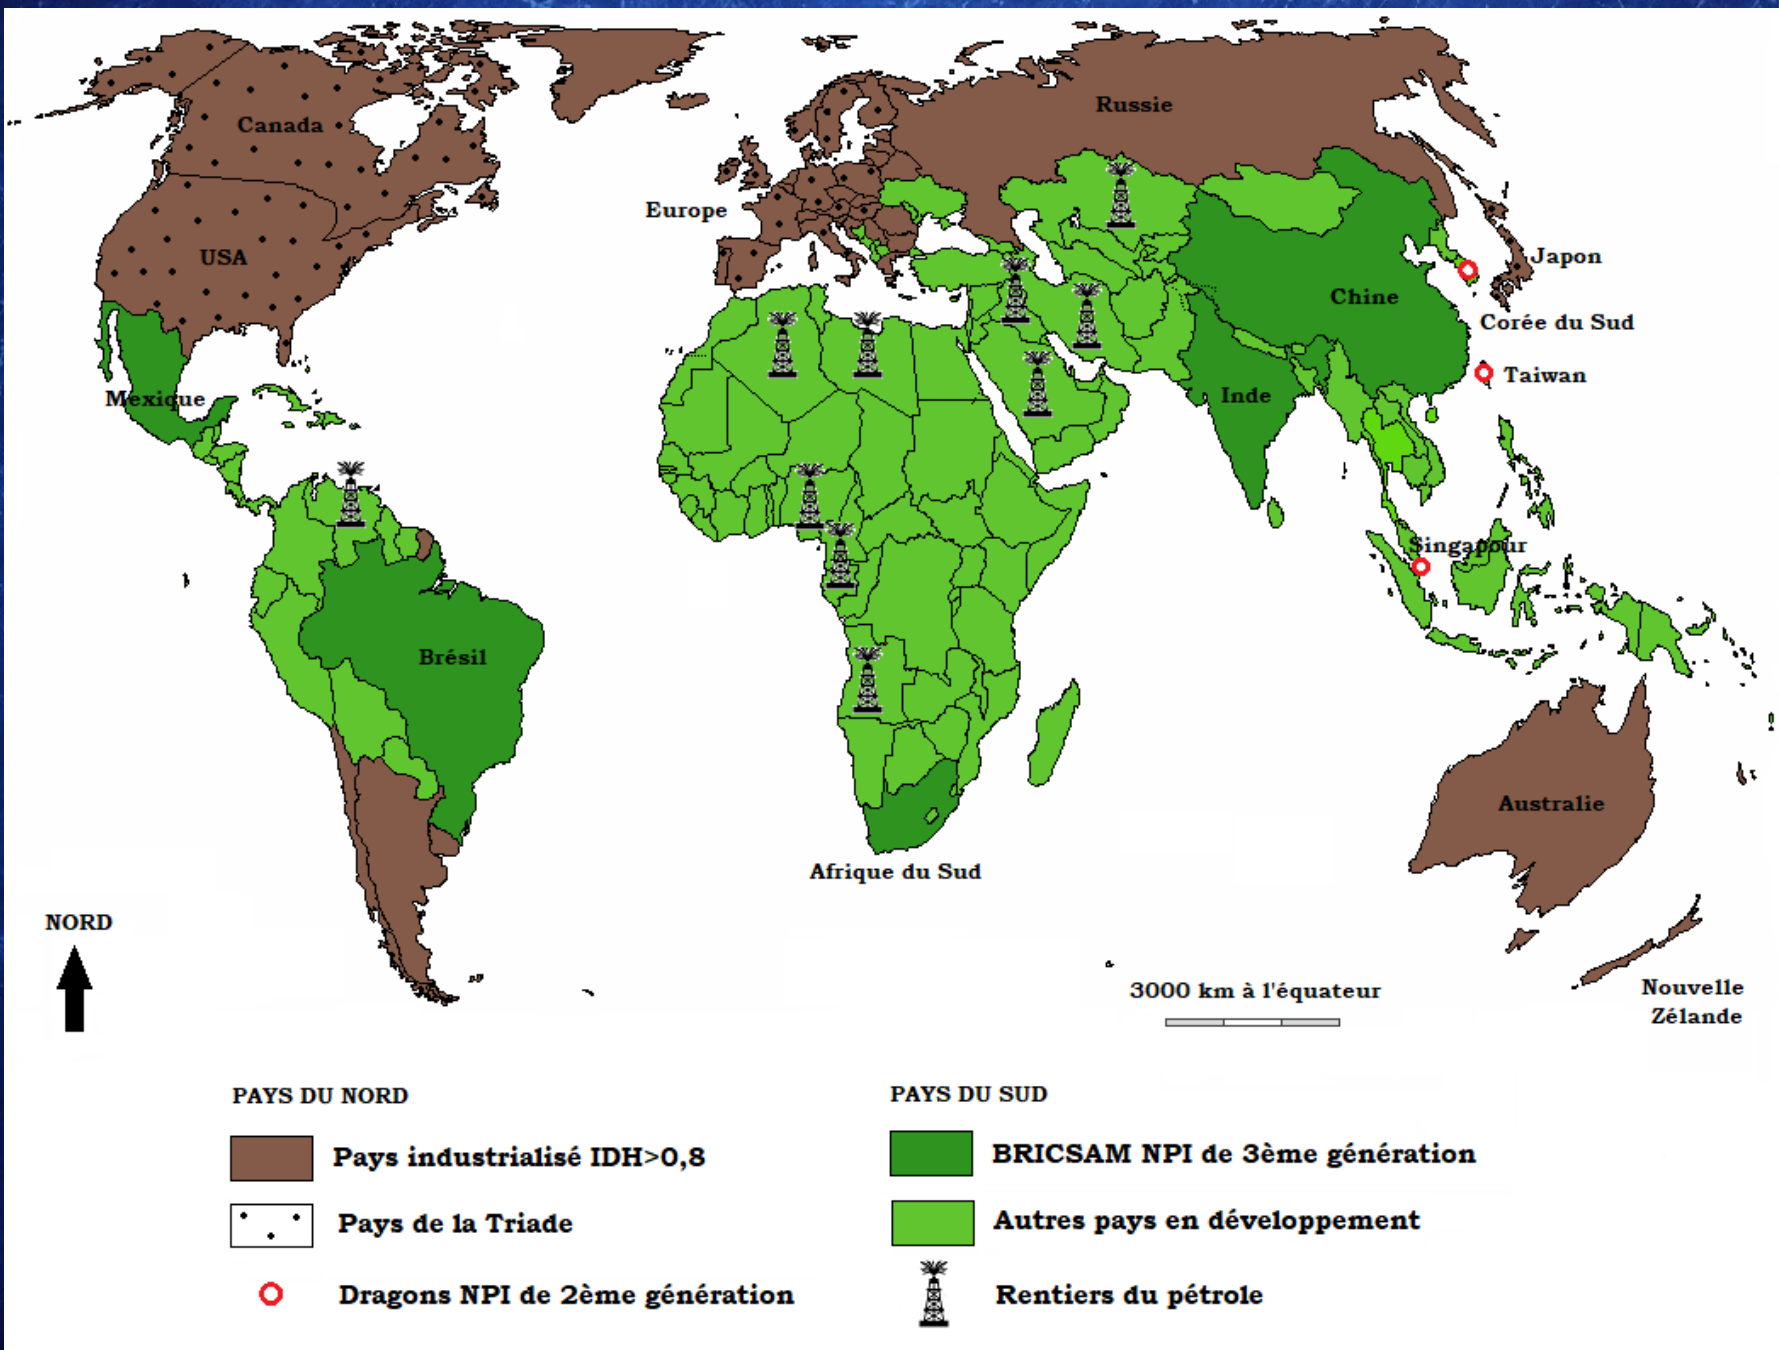 Canada
Russie
Europe
USA
Japon
Chine
Corée du Sud
Taiwan
Mexique
Inde
Singapour
Brésil
Australie
Afrique du Sud
NORD
3000 km à l'équateur
Nouvelle
Zélande
PAYS DU NORD
PAYS DU SUD
Pays industrialisé IDH>0,8
BRICSAM NPI de 3ème génération
Pays de la Triade
Autres pays en développement
Dragons NPI de 2ème génération
Rentiers du pétrole